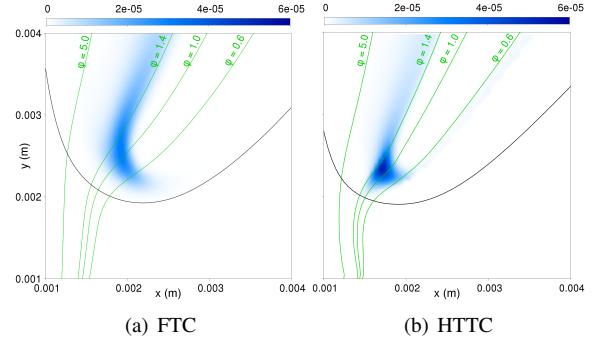 0 2e-05 4e-05 6e-05 0 2e-05 4e-05 6e-05
0.004
φ = 5.0 φ = 1.4 φ = 1.0 φ = 0.6 φ = 5.0 φ = 1.4 φ = 1.0 φ = 0.6
0.003
y (m)
0.002
0.001
0.001 0.002 0.003 0.004 0.001 0.002 0.003 0.004
x (m) x (m)
(a) FTC (b) HTTC